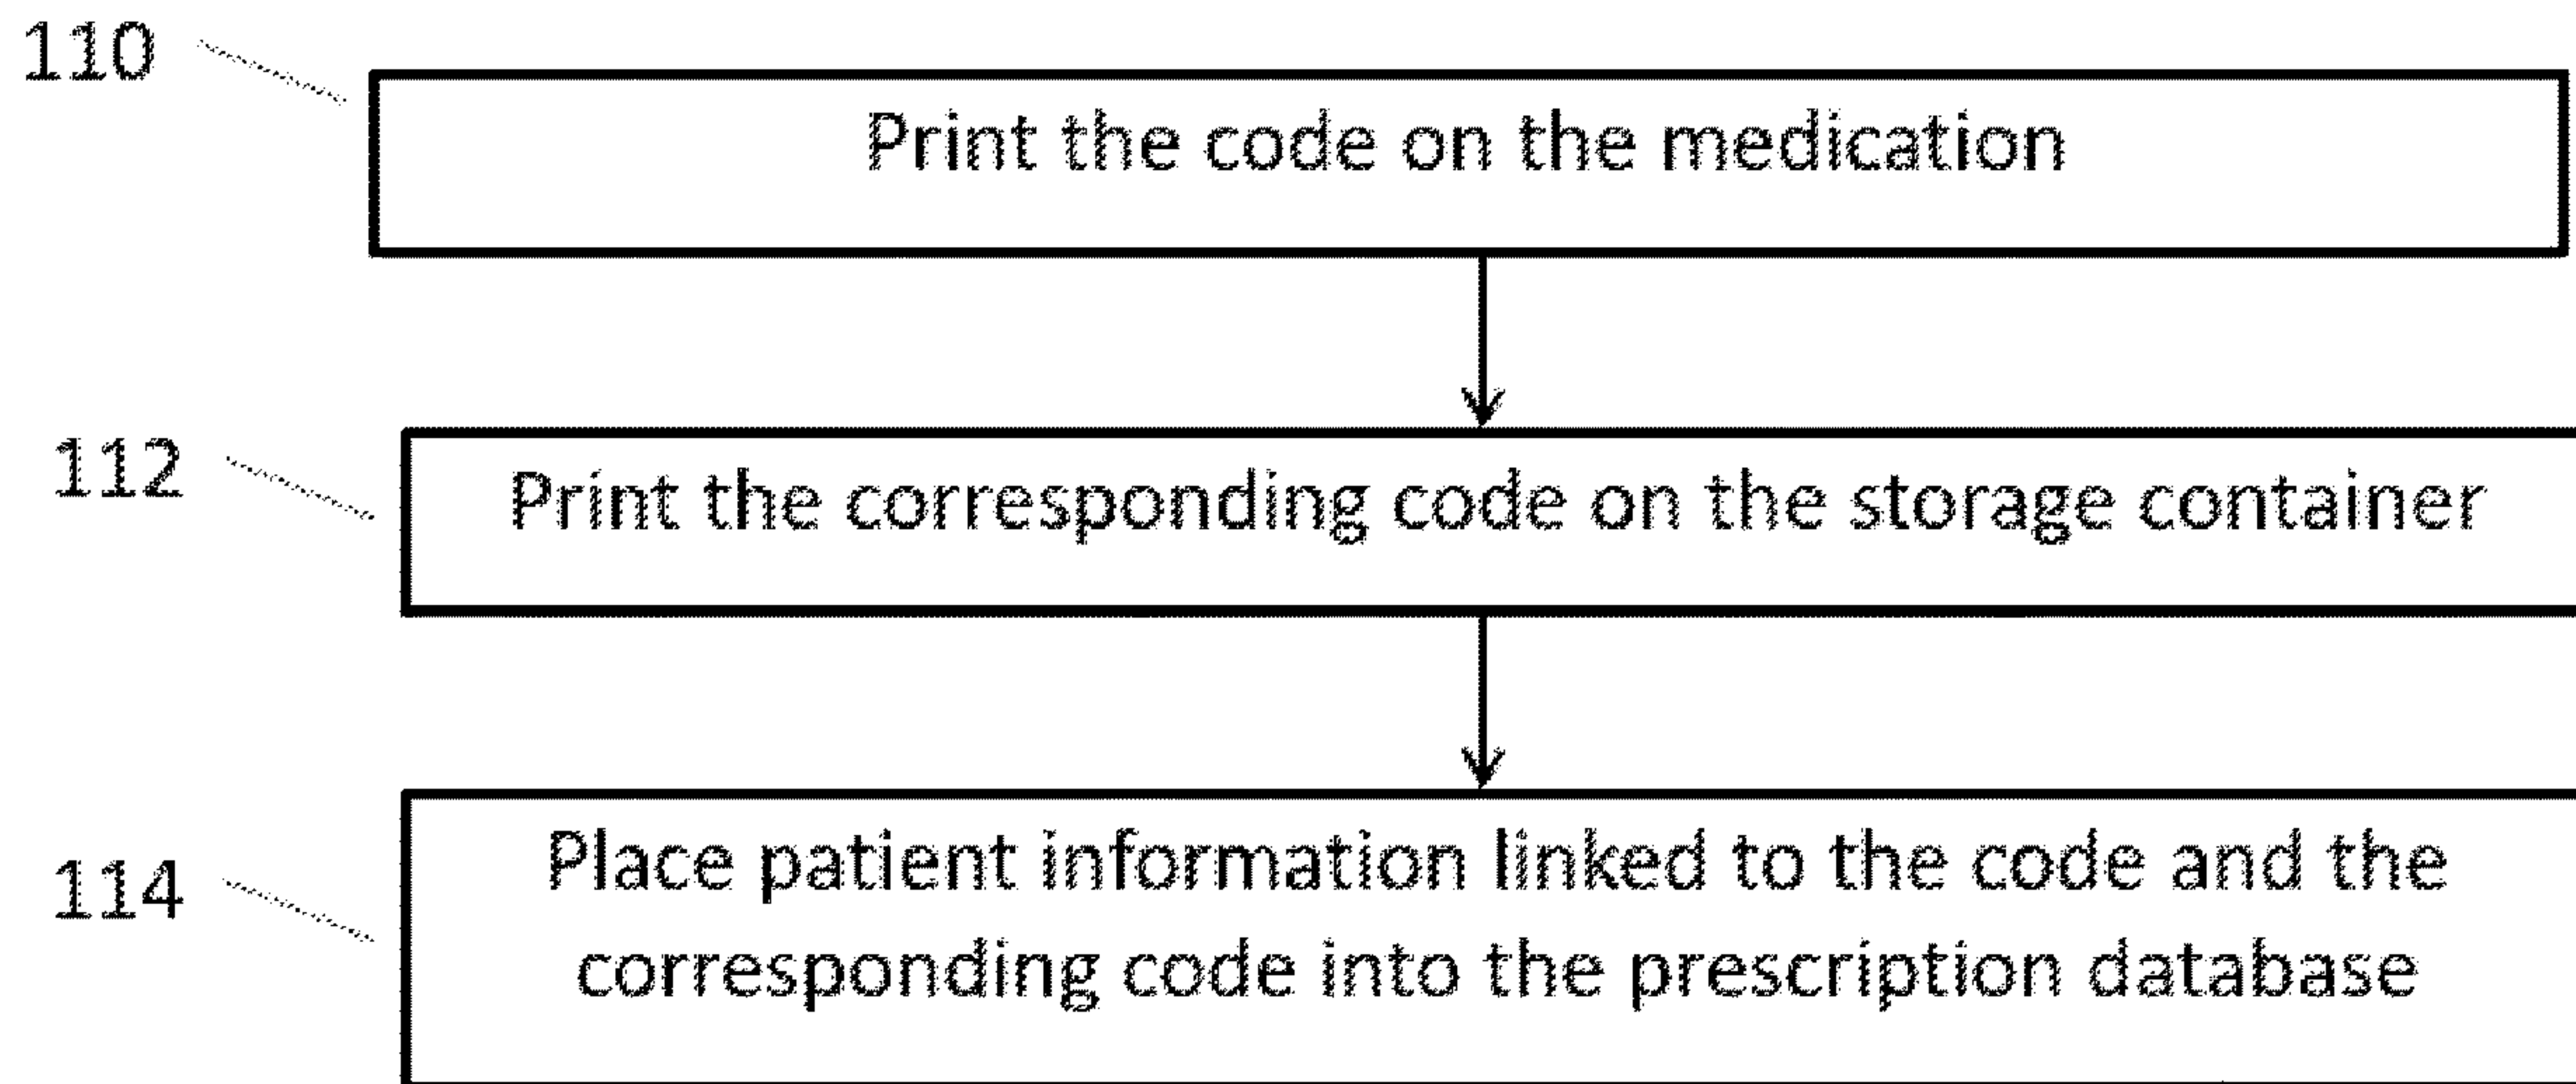 110
Print the code on the medication
112
Print the corresponding code on the storage container
114
Place patient information linked to the code and the
corresponding code into the prescription database